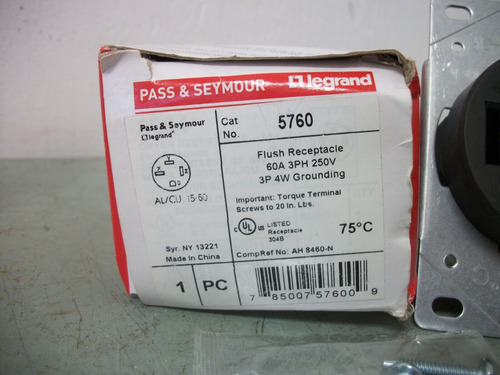 PASS & SEYMOUR legrand
Pass & Seymour
legrand
Cat No. 5760
Flush Receptacle
60A 3PH 250V
3P 4W Grounding
AL/CU 15-60
Important: Torque Terminal
Screws to 20 In. Lbs.
UL LISTED
Receptacle
304B
75°C
Syr. NY 13221
Made In China
CompRef No: AH 8460-N
1 PC
7 85007 57600 9